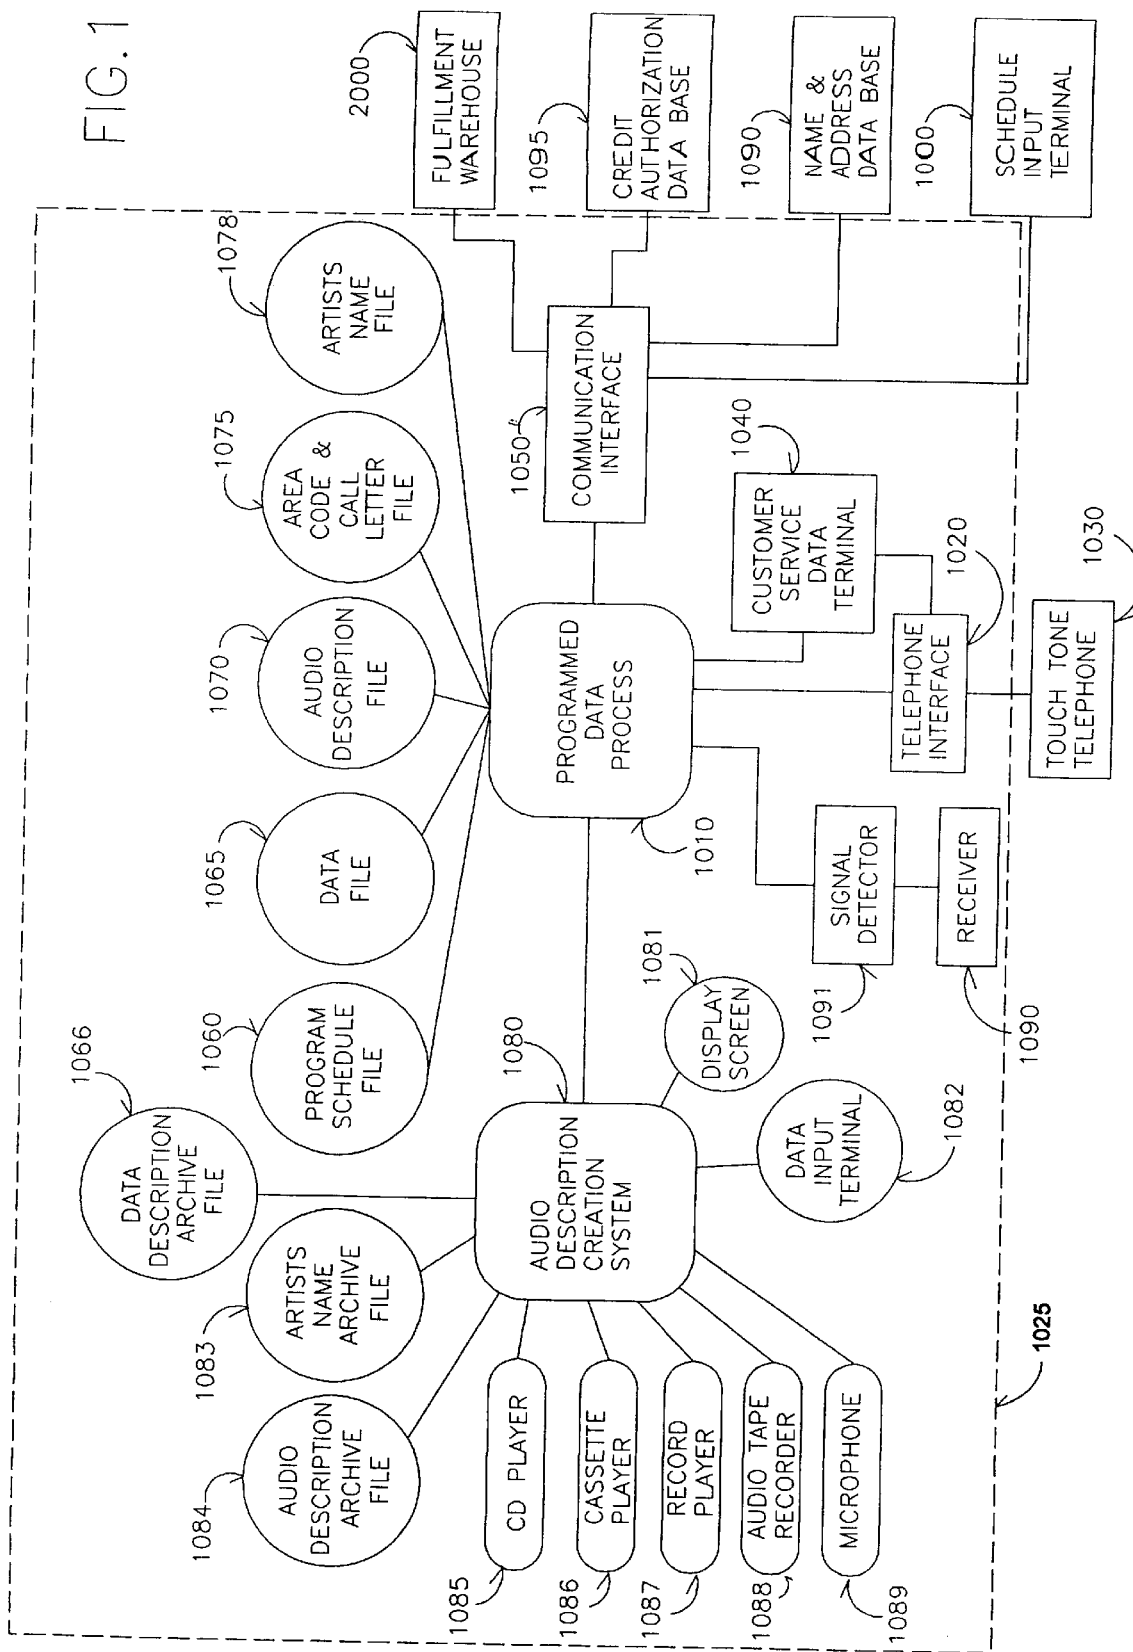 FIG. 1
1066
DATA
DESCRIPTION
ARCHIVE
FILE
1083
ARTISTS
NAME
ARCHIVE
FILE
1084
AUDIO
DESCRIPTION
ARCHIVE
FILE
1060
PROGRAM
SCHEDULE
FILE
1065
DATA
FILE
1070
AUDIO
DESCRIPTION
FILE
1075
AREA
CODE &
CALL
LETTER
FILE
1078
ARTISTS
NAME
FILE
2000
FULFILLMENT
WAREHOUSE
1095
CREDIT
AUTHORIZATION
DATA BASE
1090
NAME &
ADDRESS
DATA BASE
1000
SCHEDULE
INPUT
TERMINAL
1050
COMMUNICATION
INTERFACE
PROGRAMMED
DATA
PROCESS
1010
1080
AUDIO
DESCRIPTION
CREATION
SYSTEM
1081
DISPLAY
SCREEN
DATA
INPUT
TERMINAL
1082
1085
CD PLAYER
1086
CASSETTE
PLAYER
1087
RECORD
PLAYER
1088
AUDIO TAPE
RECORDER
1089
MICROPHONE
1040
CUSTOMER
SERVICE
DATA
TERMINAL
1020
TELEPHONE
INTERFACE
1030
TOUCH TONE
TELEPHONE
SIGNAL
DETECTOR
1091
RECEIVER
1090
1025